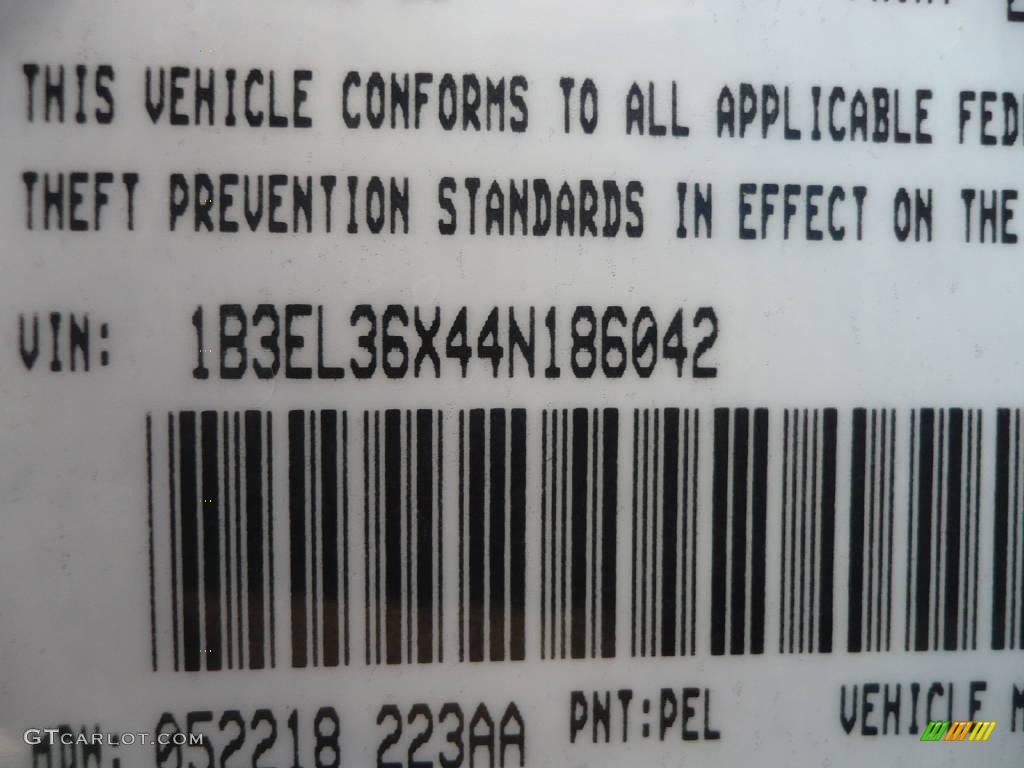 THIS VEHICLE CONFORMS TO ALL APPLICABLE
THEFT PREVENTION STANDARDS IN EFFECT ON THE
VIN: 1B3EL36X44N186042
MDH: 052218 223AA PNT:PEL VEHICLE
GTCARLOT.COM